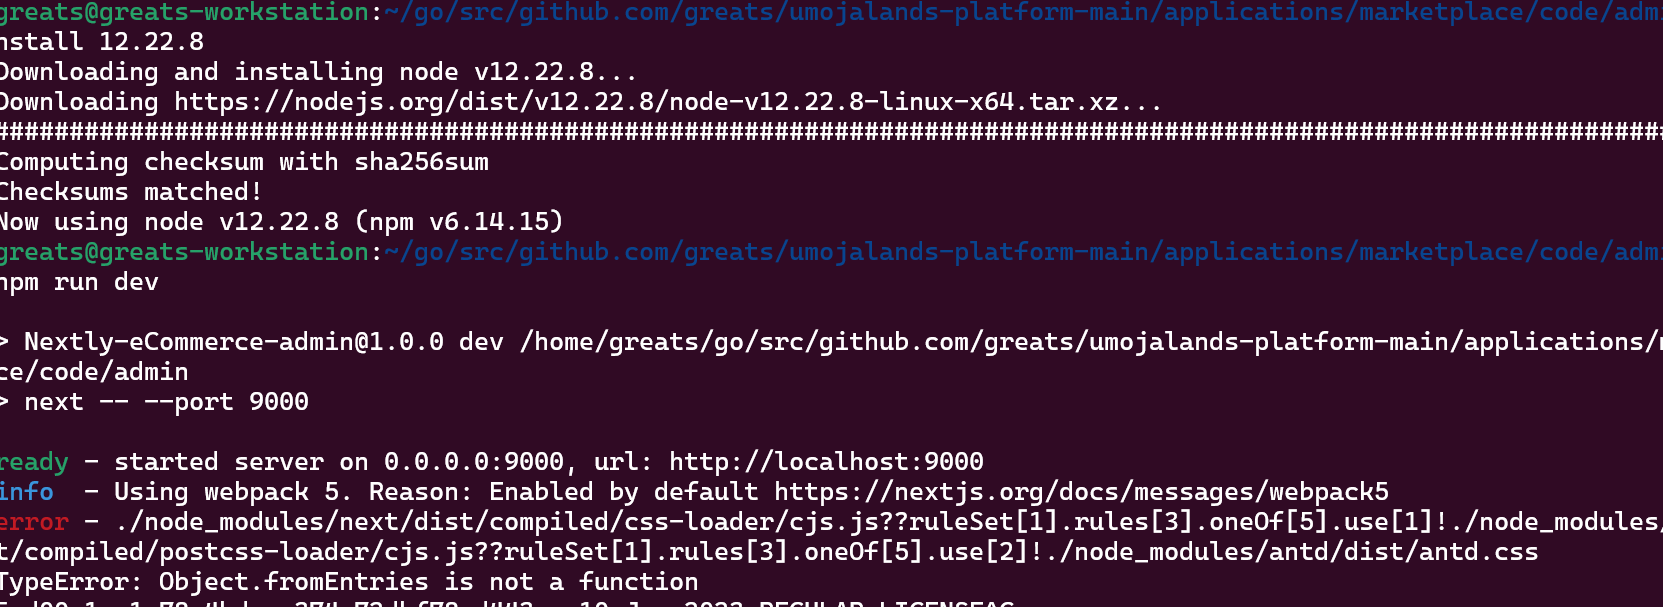 greats@greats-workstation:~/go/src/github.com/greats/umojalands-platform-main/applications/marketplace/code/adm
nstall 12.22.8
Downloading and installing node v12.22.8...
Downloading https://nodejs.org/dist/v12.22.8/node-v12.22.8-linux-x64.tar.xz...
###############################################################################################################
Computing checksum with sha256sum
Checksums matched!
Now using node v12.22.8 (npm v6.14.15)
greats@greats-workstation:~/go/src/github.com/greats/umojalands-platform-main/applications/marketplace/code/adm
npm run dev
> Nextly-eCommerce-admin@1.0.0 dev /home/greats/go/src/github.com/greats/umojalands-platform-main/applications/
ce/code/admin
> next -- --port 9000
ready - started server on 0.0.0.0:9000, url: http://localhost:9000
info  - Using webpack 5. Reason: Enabled by default https://nextjs.org/docs/messages/webpack5
error - ./node_modules/next/dist/compiled/css-loader/cjs.js??ruleSet[1].rules[3].oneOf[5].use[1]!./node_modules/
t/compiled/postcss-loader/cjs.js??ruleSet[1].rules[3].oneOf[5].use[2]!./node_modules/antd/dist/antd.css
TypeError: Object.fromEntries is not a function